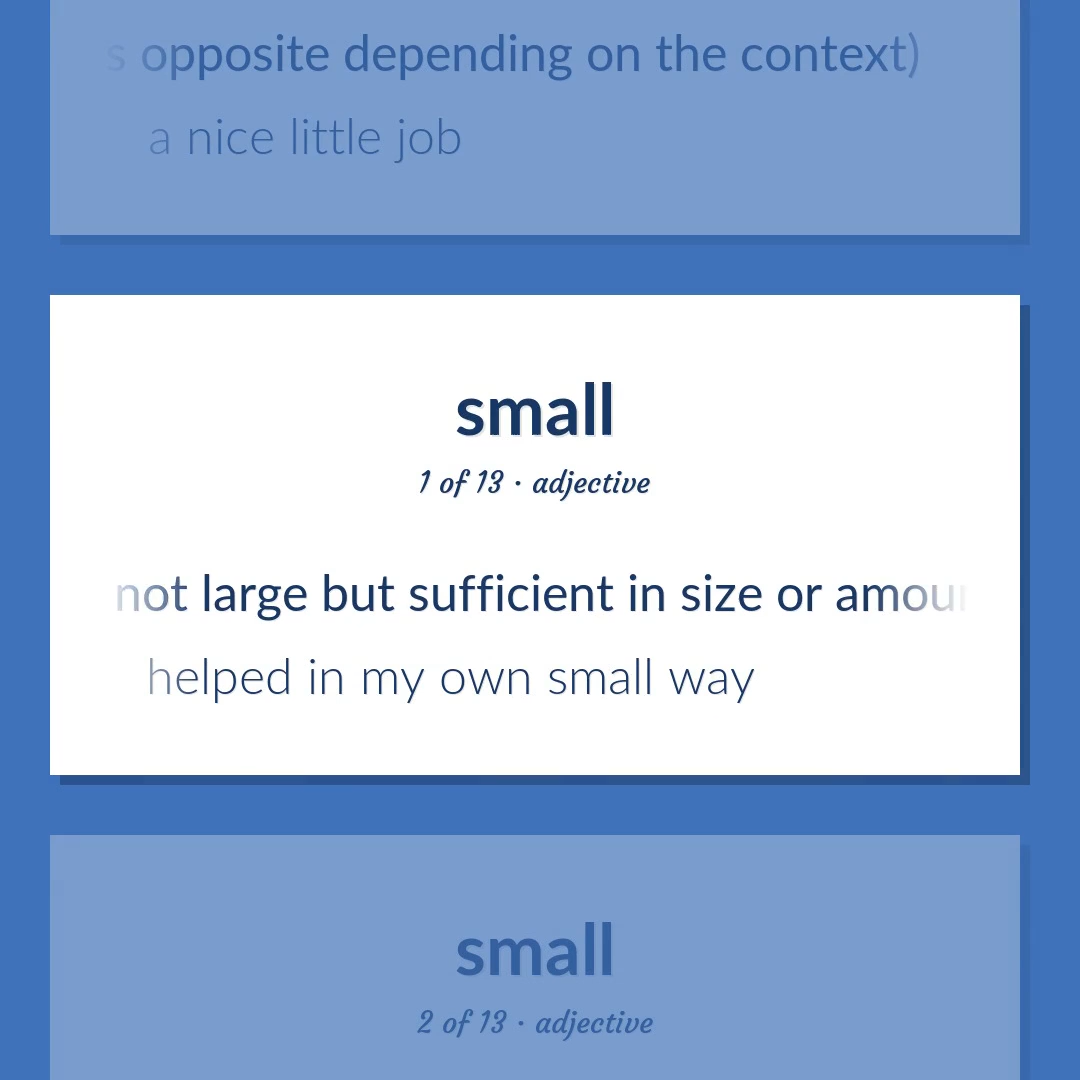 opposite depending on the context)
a nice little job
small
1 of 13 · adjective
not large but sufficient in size or
helped in my own small way
small
2 of 13 · adjective